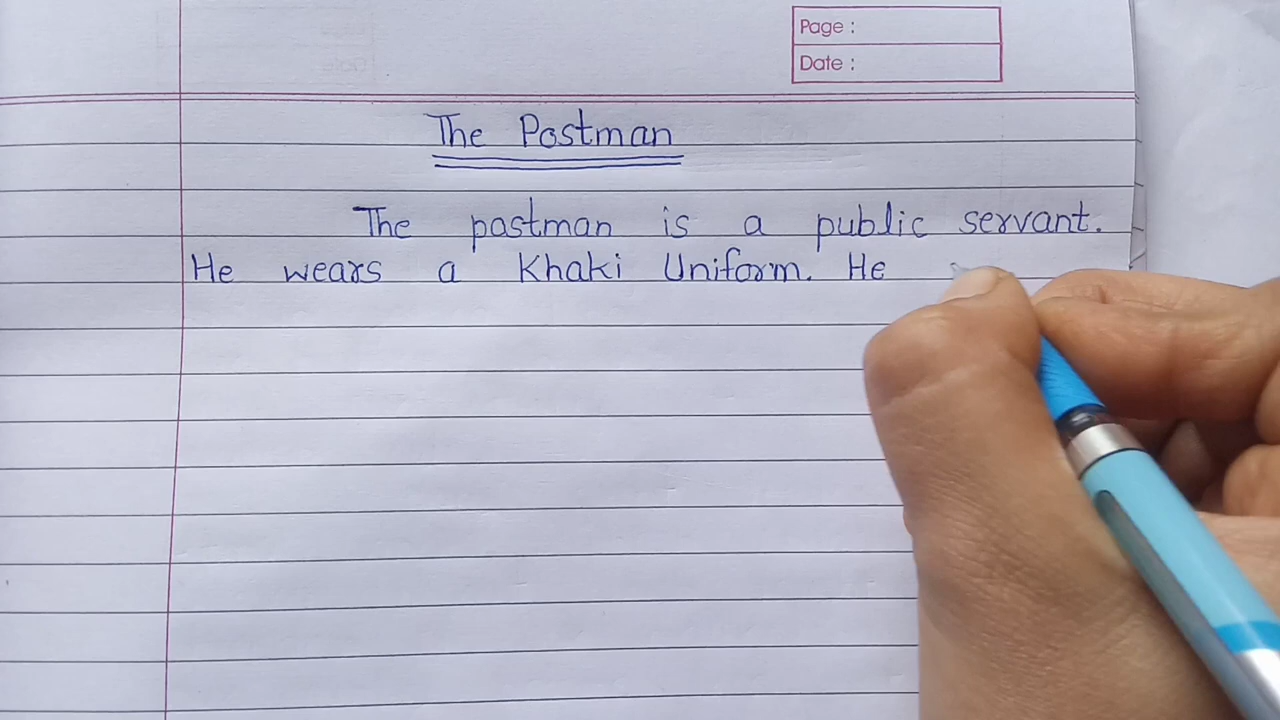 Page :
Date :
The Postman
The postman is a public servant.
He wears a Khaki Uniform. He